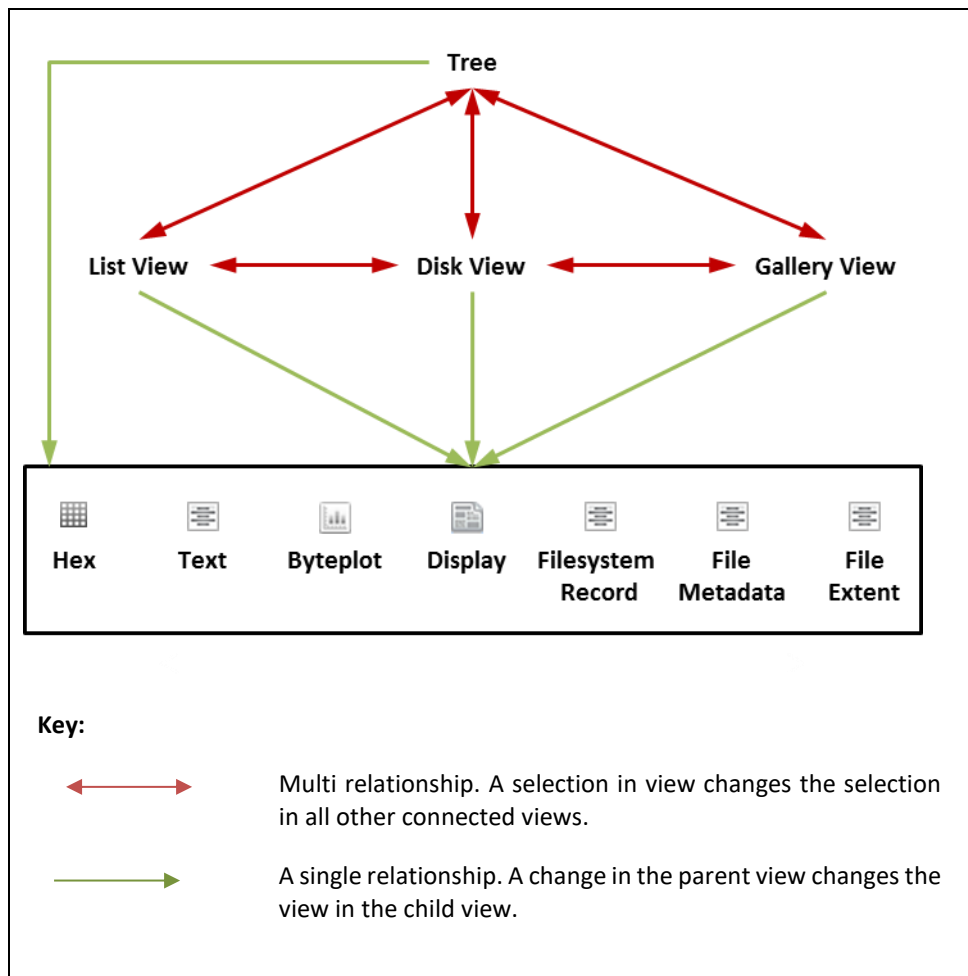 Tree
List View Disk View Gallery View
Hex Text Byteplot Display Filesystem Record File Metadata File Extent
Key:
Multi relationship. A selection in view changes the selection
in all other connected views.
A single relationship. A change in the parent view changes the
view in the child view.